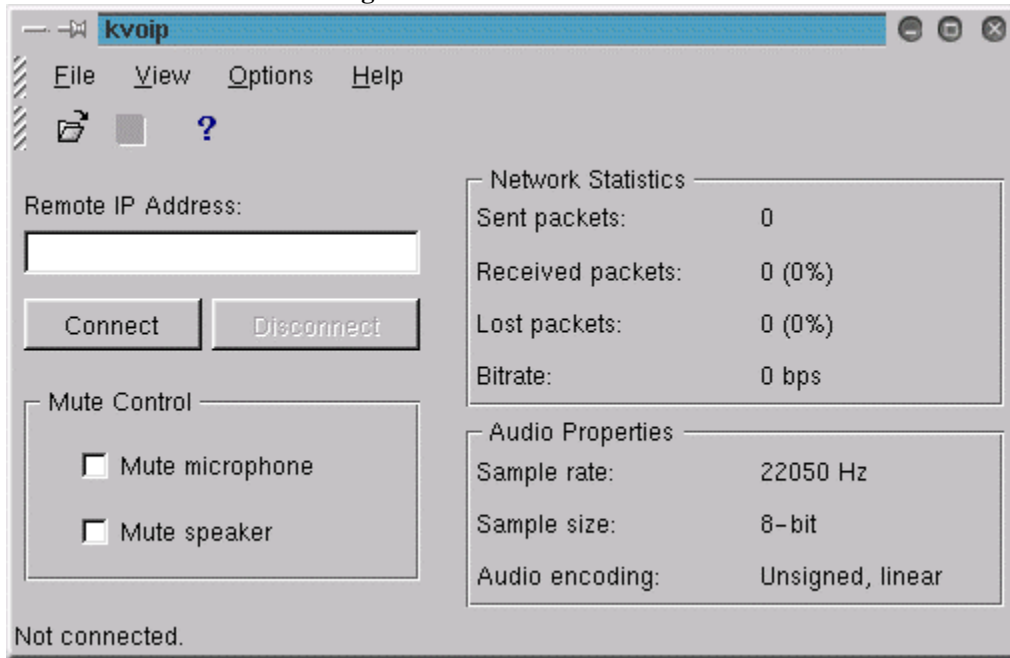 kvoip
File View Options Help
?
Remote IP Address:
Connect Disconnect
Mute Control
Mute microphone
Mute speaker
Network Statistics
Sent packets: 0
Received packets: 0 (0%)
Lost packets: 0 (0%)
Bitrate: 0 bps
Audio Properties
Sample rate: 22050 Hz
Sample size: 8-bit
Audio encoding: Unsigned, linear
Not connected.